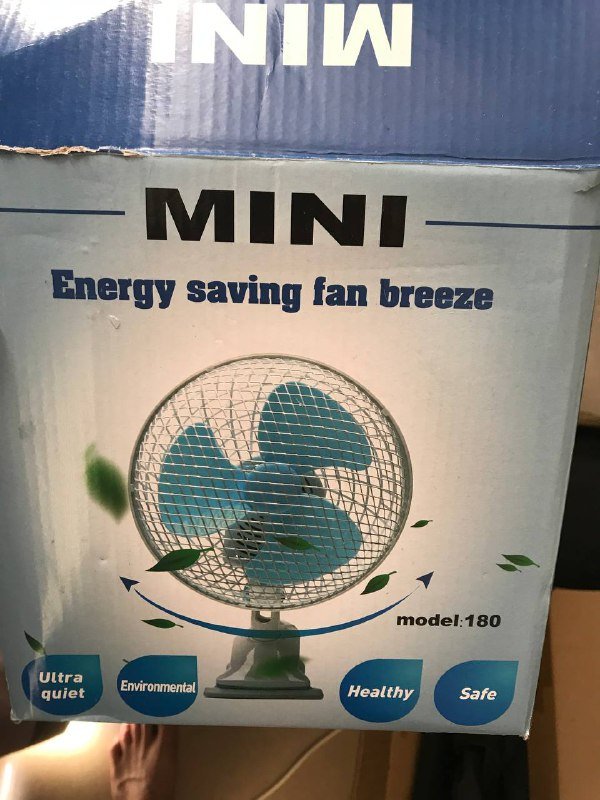 MINI
MINI
Energy saving fan breeze
model:180
Ultra
quiet
Environmental
Healthy
Safe